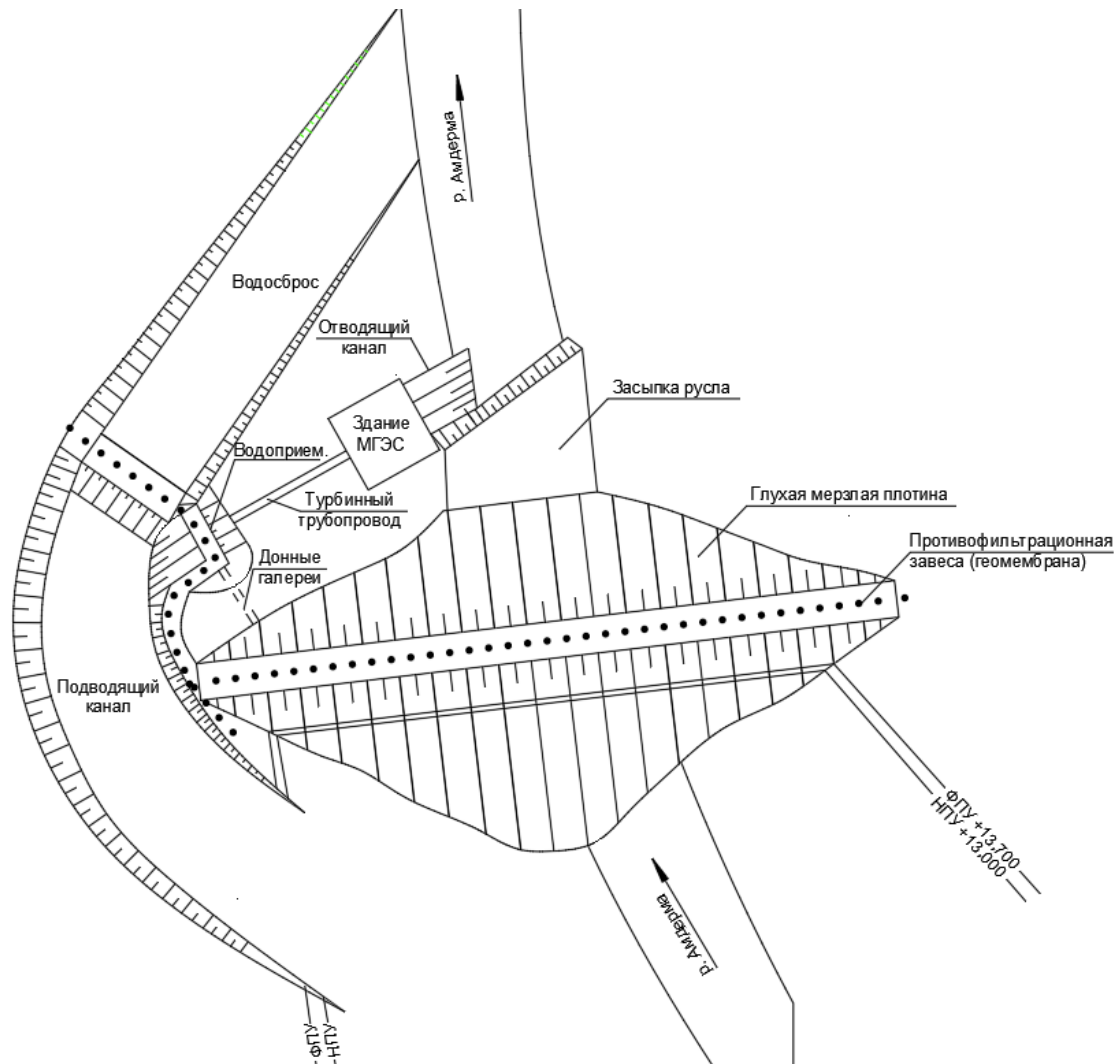 р. Амдерма
Водосброс
Отводящий
канал
Засыпка русла
Здание
МГЭС
Водоприем.
Турбинный
трубопровод
Глухая мерзлая плотина
Противофильтрационная
завеса (геомембрана)
Донные
галереи
Подводящий
канал
ФПУ +13,700
НПУ +13,000
р. Амдерма
ФПУ
НПУ